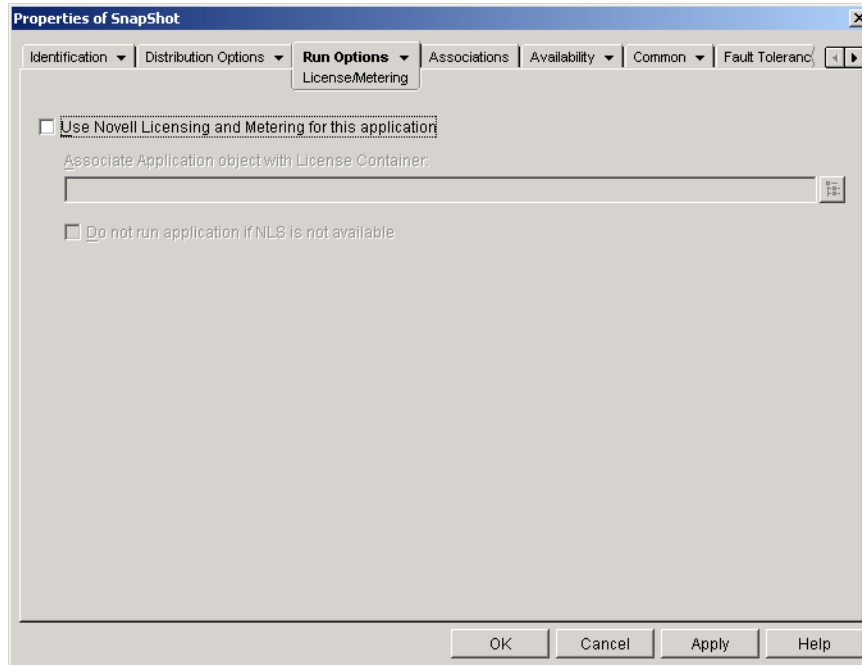 Properties of SnapShot
Identification Distribution Options Run Options Associations Availability Common Fault Toleranc
License/Metering
Use Novell Licensing and Metering for this application
Associate Application object with License Container:
Do not run application if NLS is not available
OK Cancel Apply Help